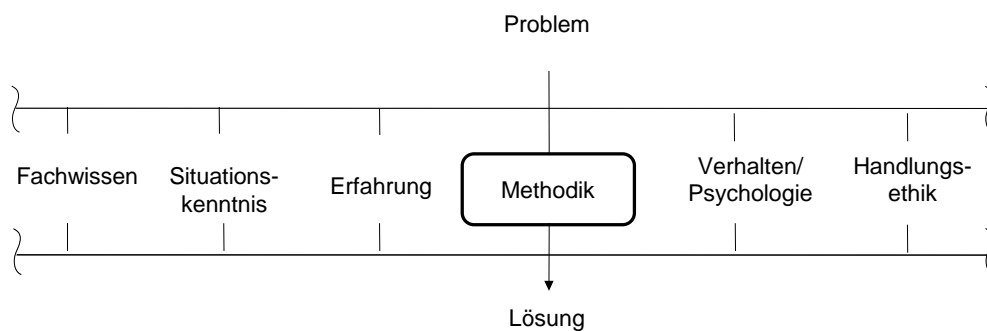 Problem
Fachwissen
Situations-
kenntnis
Erfahrung
Methodik
Verhalten/
Psychologie
Handlungs-
ethik
Lösung